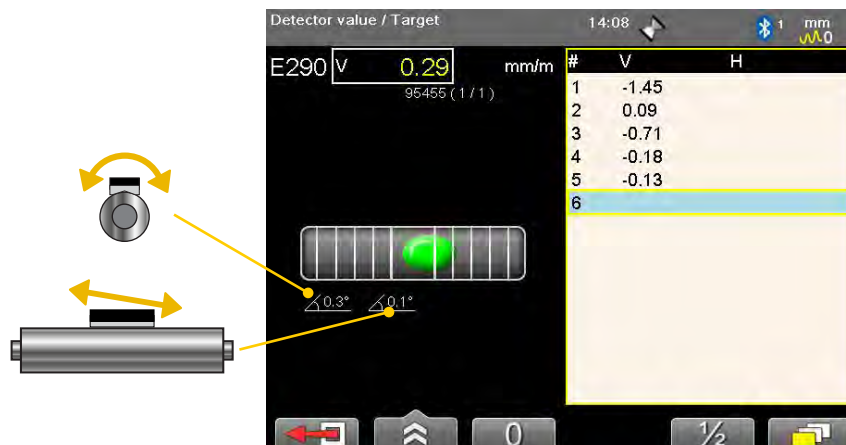 Detector value / Target 14:08 1 mm
0
E290 V 0.29 mm/m
95455 ( 1 / 1 )
# V H
1 -1.45
2 0.09
3 -0.71
4 -0.18
5 -0.13
6
0.3° 0.1°
0 ½